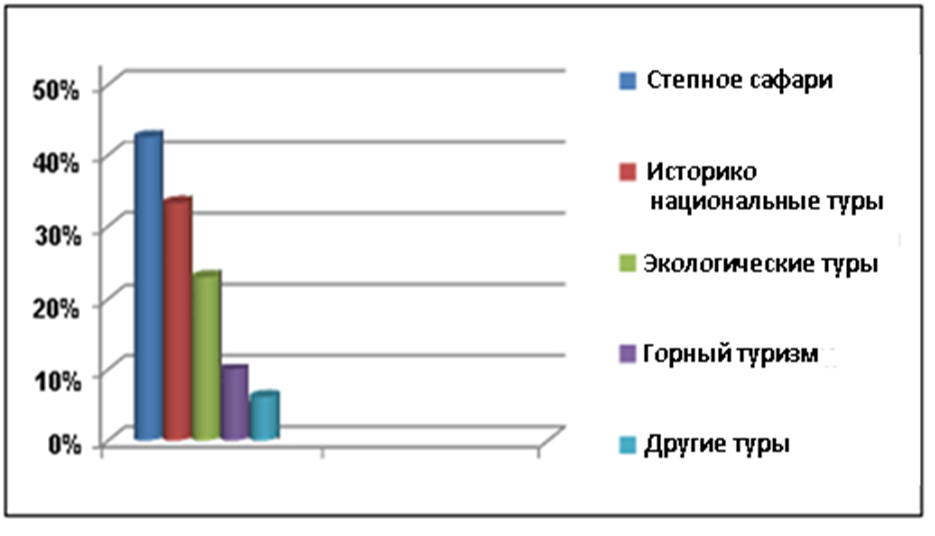 50%
40%
30%
20%
10%
0%
Степное сафари
Историко
национальные туры
Экологические туры
Горный туризм
Другие туры